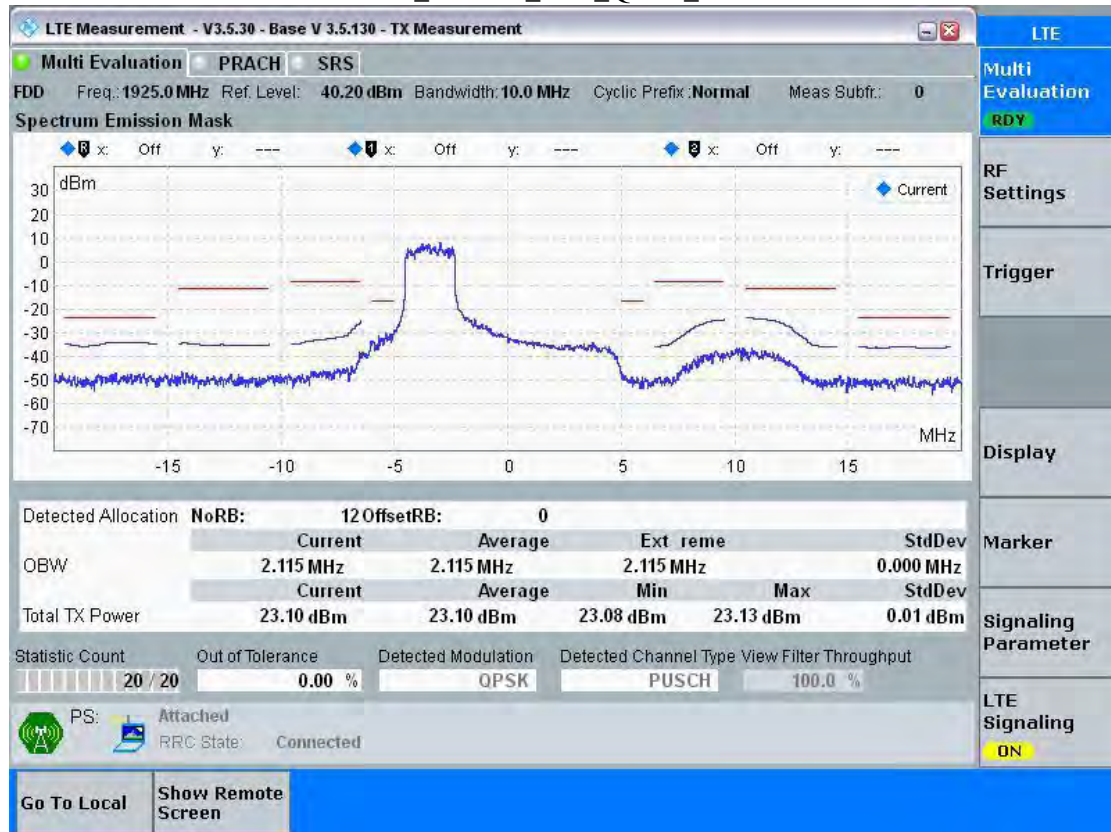 LTE Measurement - V3.5.30 - Base V 3.5.130 - TX Measurement
LTE
Multi Evaluation PRACH SRS
Multi
Evaluation
RDY
FDD Freq.: 1925.0 MHz Ref. Level: 40.20 dBm Bandwidth: 10.0 MHz Cyclic Prefix : Normal Meas Subfr.: 0
Spectrum Emission Mask
R x: Off y: --- 1 x: Off y: --- 2 x: Off y: ---
dBm
Current
30
20
10
0
-10
-20
-30
-40
-50
-60
-70
MHz
-15 -10 -5 0 5 10 15
RF
Settings
Trigger
Display
Marker
Signaling
Parameter
LTE
Signaling
ON
Detected Allocation NoRB: 12 OffsetRB: 0
Current Average Ext reme StdDev
OBW 2.115 MHz 2.115 MHz 2.115 MHz 0.000 MHz
Current Average Min Max StdDev
Total TX Power 23.10 dBm 23.10 dBm 23.08 dBm 23.13 dBm 0.01 dBm
Statistic Count Out of Tolerance Detected Modulation Detected Channel Type View Filter Throughput
20 / 20 0.00 % QPSK PUSCH 100.0 %
PS: Attached
RRC State: Connected
Go To Local
Show Remote
Screen